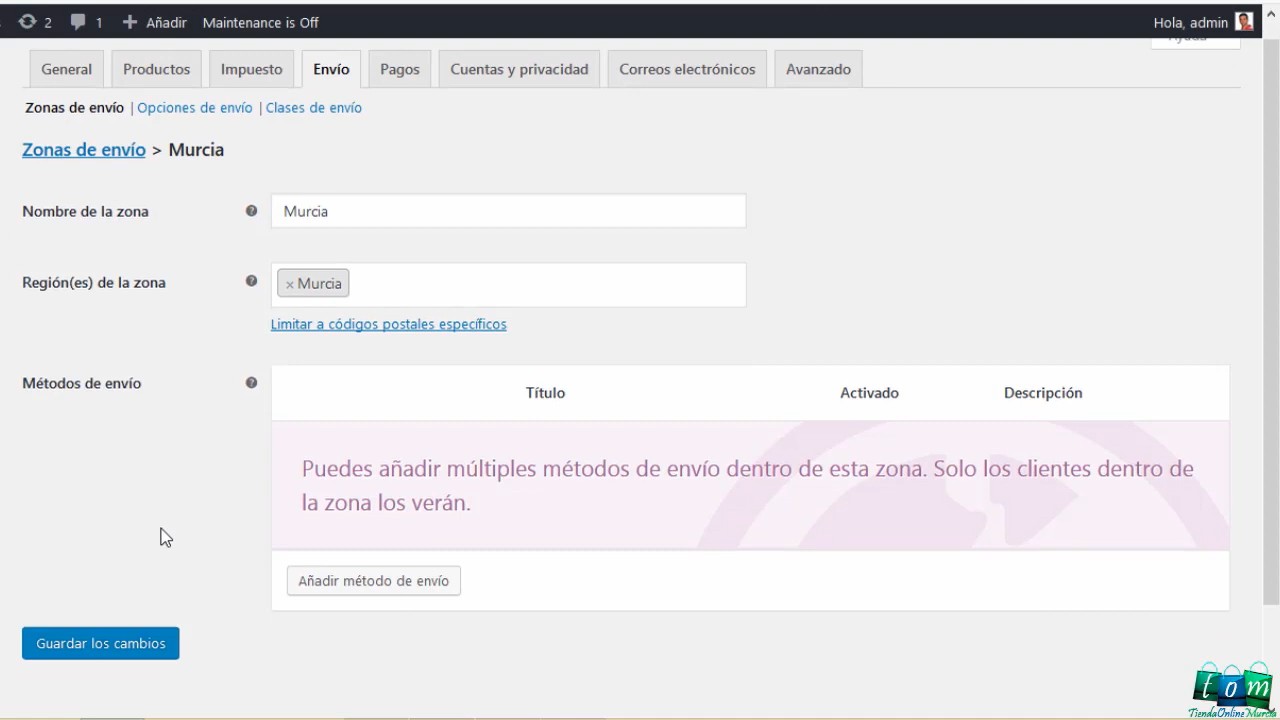 2 1 Añadir Maintenance is Off Hola, admin
General Productos Impuesto Envío Pagos Cuentas y privacidad Correos electrónicos Avanzado
Zonas de envío | Opciones de envío | Clases de envío
Zonas de envío > Murcia
Nombre de la zona Murcia
Región(es) de la zona × Murcia
Limitar a códigos postales específicos
Métodos de envío Título Activado Descripción
Puedes añadir múltiples métodos de envío dentro de esta zona. Solo los clientes dentro de
la zona los verán.
Añadir método de envío
Guardar los cambios
tom
TiendaOnlineMurcia